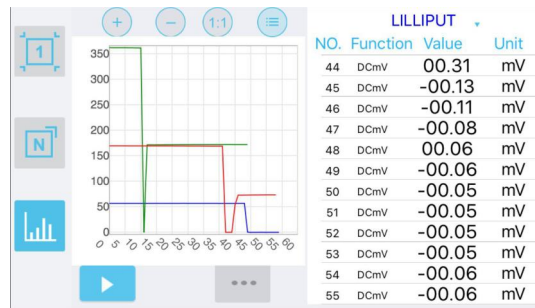 + - 1:1
LILLIPUT
NO. Function Value Unit
1
N
350
300
250
200
150
100
50
0
0 5 10 15 20 25 30 35 40 45 50 55 60
44 DCmV 00.31 mV
45 DCmV -00.13 mV
46 DCmV -00.11 mV
47 DCmV -00.08 mV
48 DCmV 00.06 mV
49 DCmV -00.06 mV
50 DCmV -00.05 mV
51 DCmV -00.05 mV
52 DCmV -00.05 mV
53 DCmV -00.05 mV
54 DCmV -00.06 mV
55 DCmV -00.06 mV